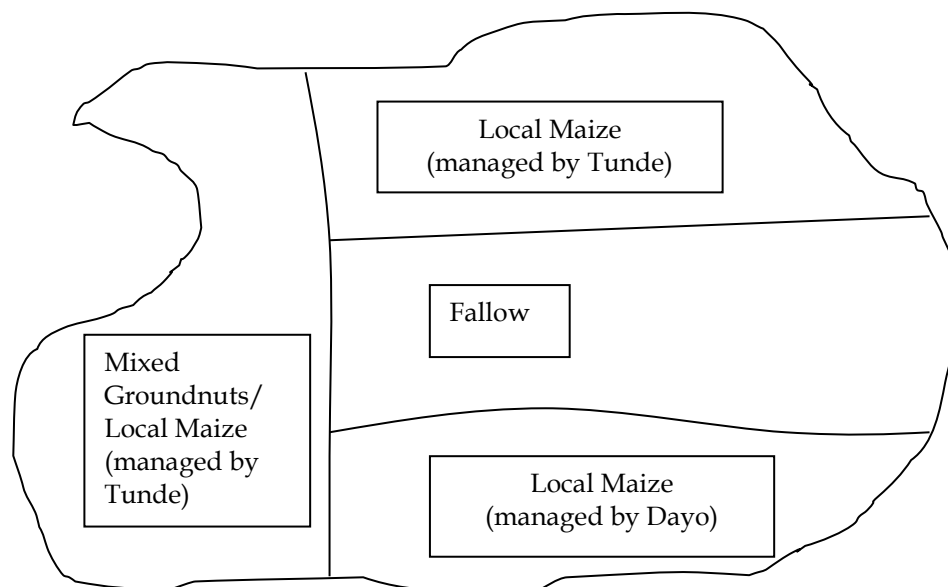 Local Maize
(managed by Tunde)
Fallow
Mixed
Groundnuts/
Local Maize
(managed by
Tunde)
Local Maize
(managed by Dayo)